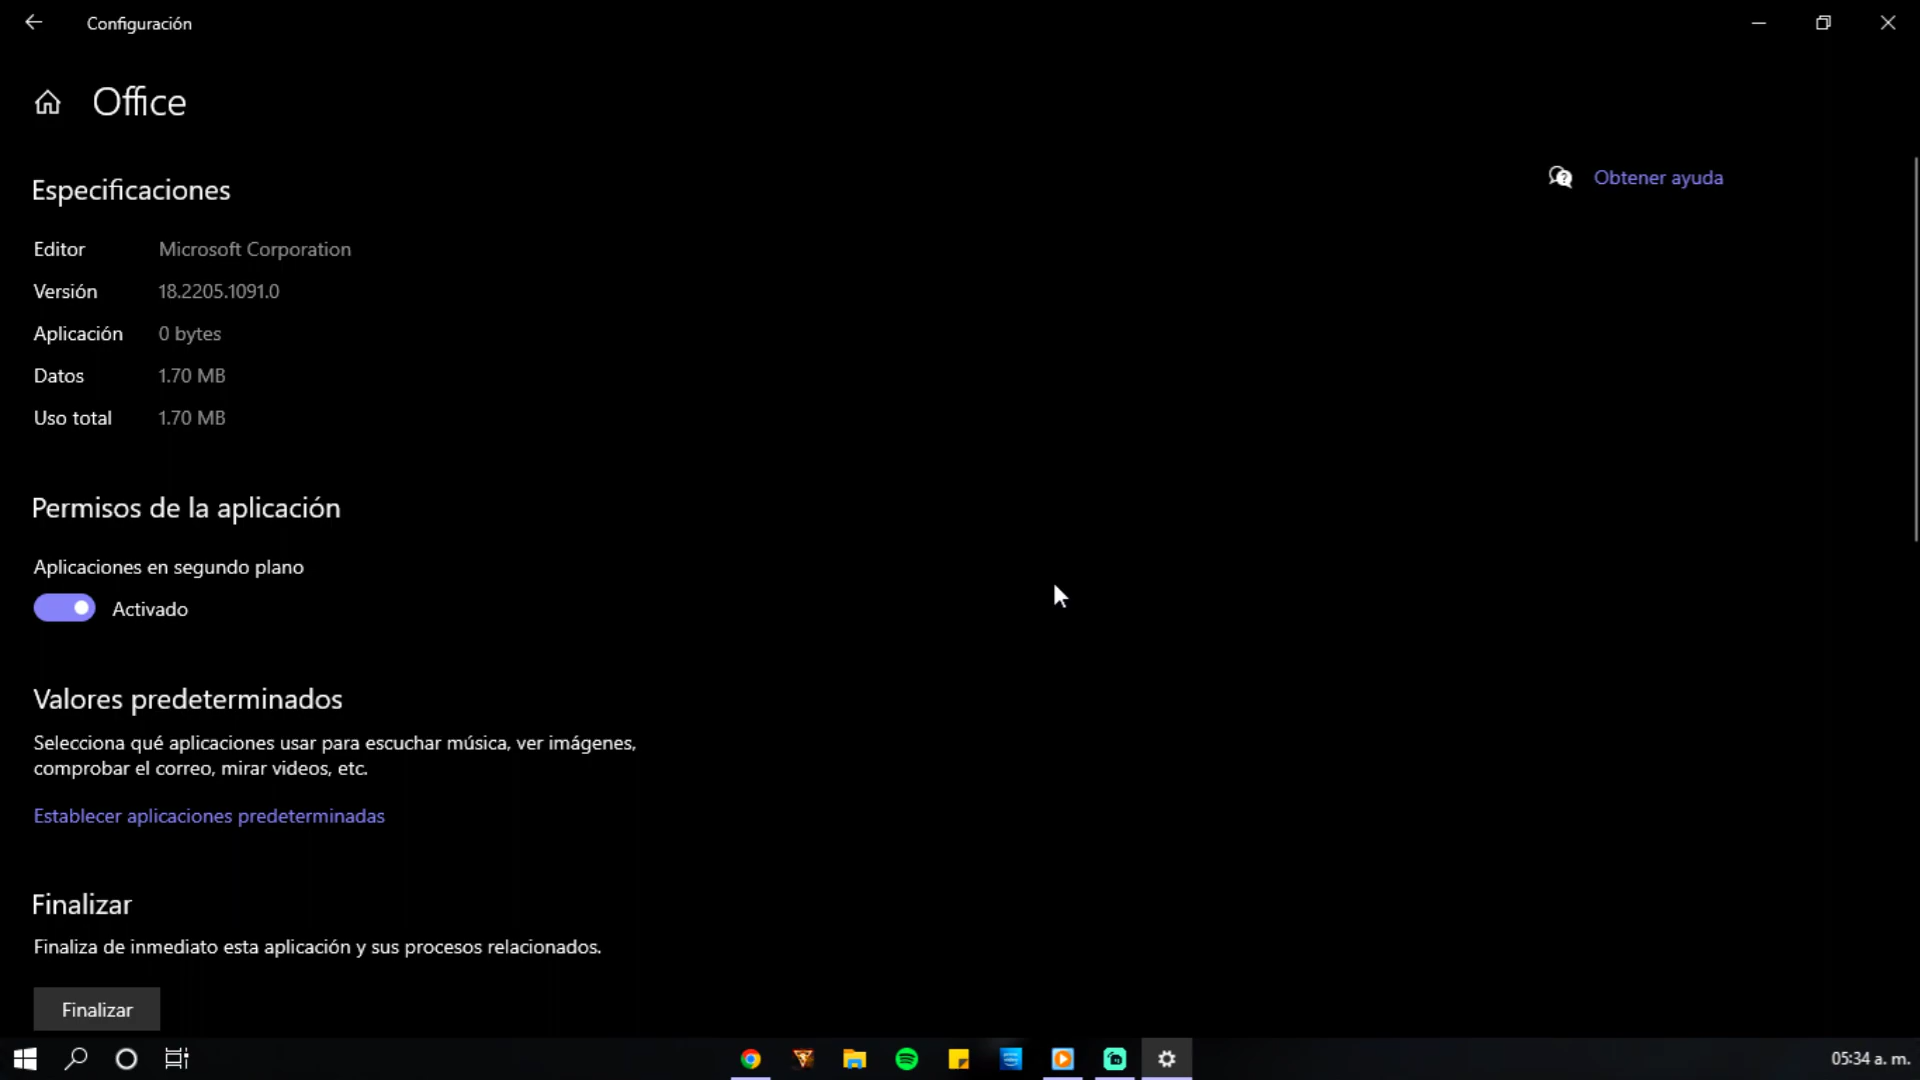 Configuración
Office
Especificaciones
Obtener ayuda
Editor Microsoft Corporation
Versión 18.2205.1091.0
Aplicación 0 bytes
Datos 1.70 MB
Uso total 1.70 MB
Permisos de la aplicación
Aplicaciones en segundo plano
Activado
Valores predeterminados
Selecciona qué aplicaciones usar para escuchar música, ver imágenes,
comprobar el correo, mirar videos, etc.
Establecer aplicaciones predeterminadas
Finalizar
Finaliza de inmediato esta aplicación y sus procesos relacionados.
Finalizar
05:34 a. m.